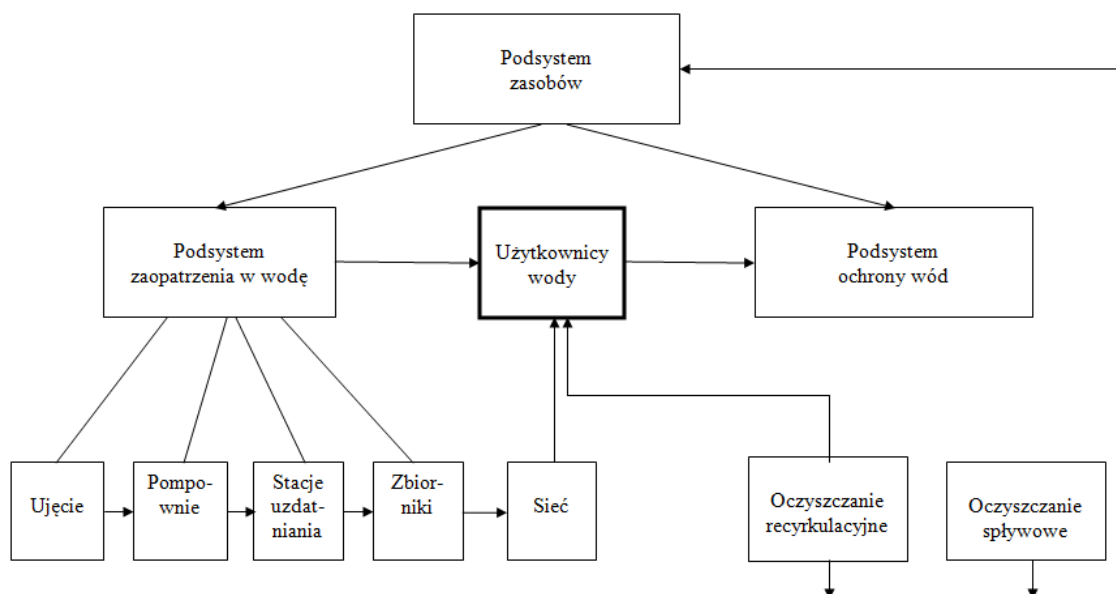 Podsystem
zasobów
Podsystem
zaopatrzenia w wodę
Użytkownicy
wody
Podsystem
ochrony wód
Ujęcie
Pompo-
wnie
Stacje
uzdat-
niania
Zbior-
niki
Sieć
Oczyszczanie
recyrkulacyjne
Oczyszczanie
spływowe